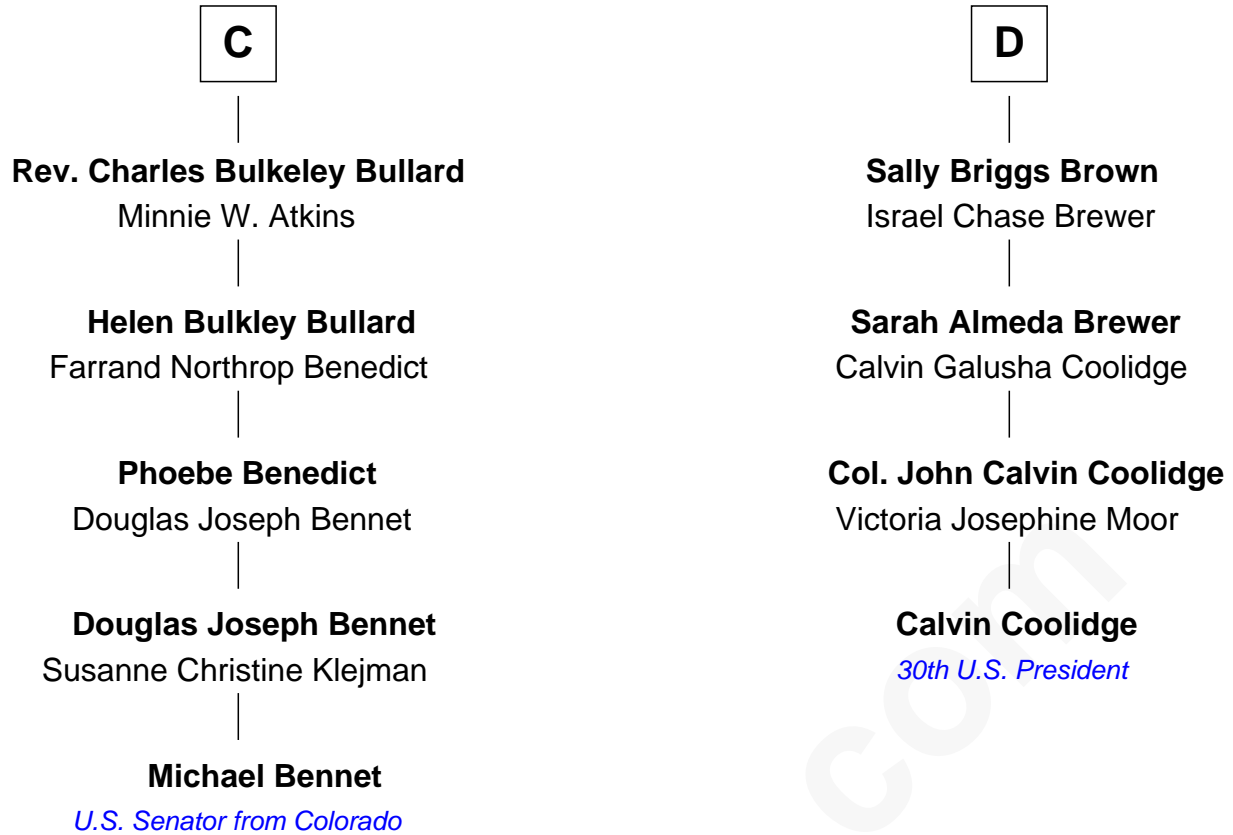 C
Rev. Charles Bulkeley Bullard
Minnie W. Atkins
Helen Bulkley Bullard
Farrand Northrop Benedict
Phoebe Benedict
Douglas Joseph Bennet
Douglas Joseph Bennet
Susanne Christine Klejman
Michael Bennet
U.S. Senator from Colorado
D
Sally Briggs Brown
Israel Chase Brewer
Sarah Almeda Brewer
Calvin Galusha Coolidge
Col. John Calvin Coolidge
Victoria Josephine Moor
Calvin Coolidge
30th U.S. President
com